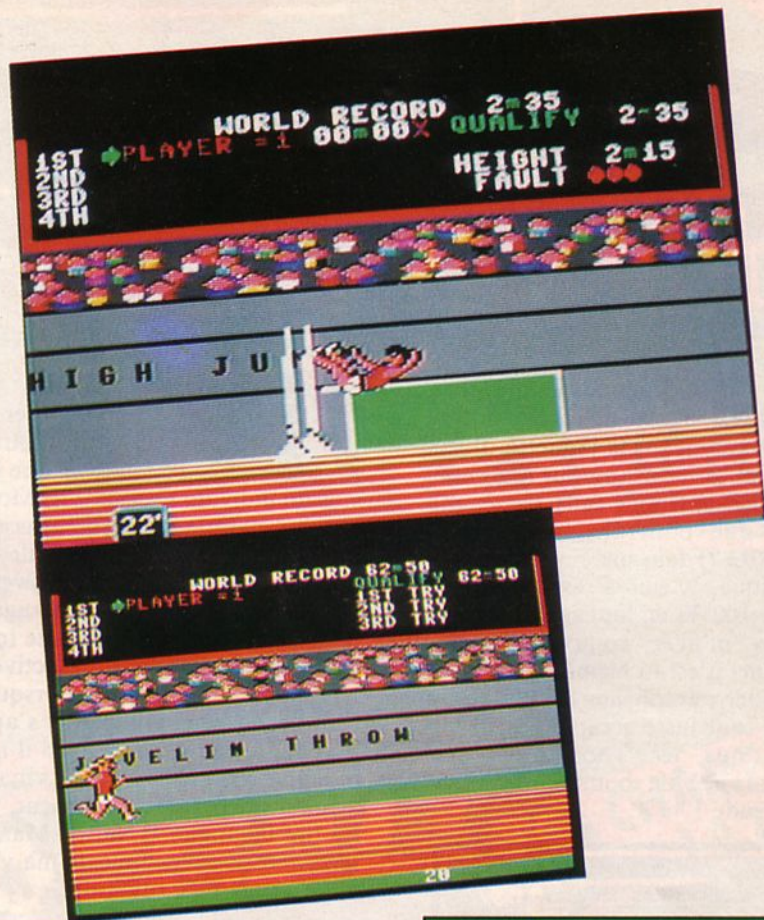 WORLD RECORD 2m35
1ST PLAYER =1 00m00X QUALIFY 2m35
2ND HEIGHT 2m15
3RD FAULT
4TH
HIGH JU
22°
WORLD RECORD 62m50
1ST PLAYER =1 QUALIFY 62m50
2ND 1ST TRY
3RD 2ND TRY
4TH 3RD TRY
J VELIN THROW
20